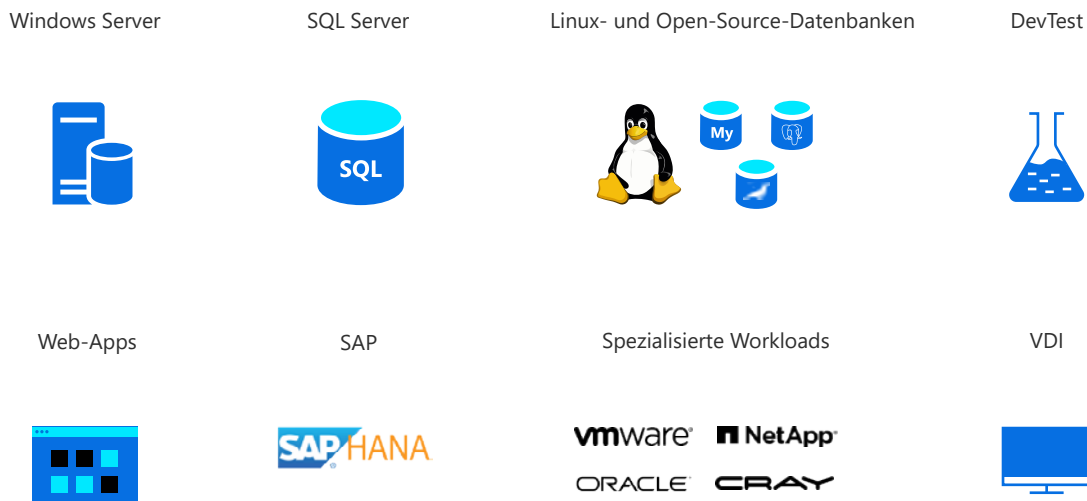 Windows Server
SQL Server
Linux- und Open-Source-Datenbanken
DevTest
SQL
My
Web-Apps
SAP
Spezialisierte Workloads
VDI
SAP HANA
vmware®
NetApp
ORACLE
CRAY